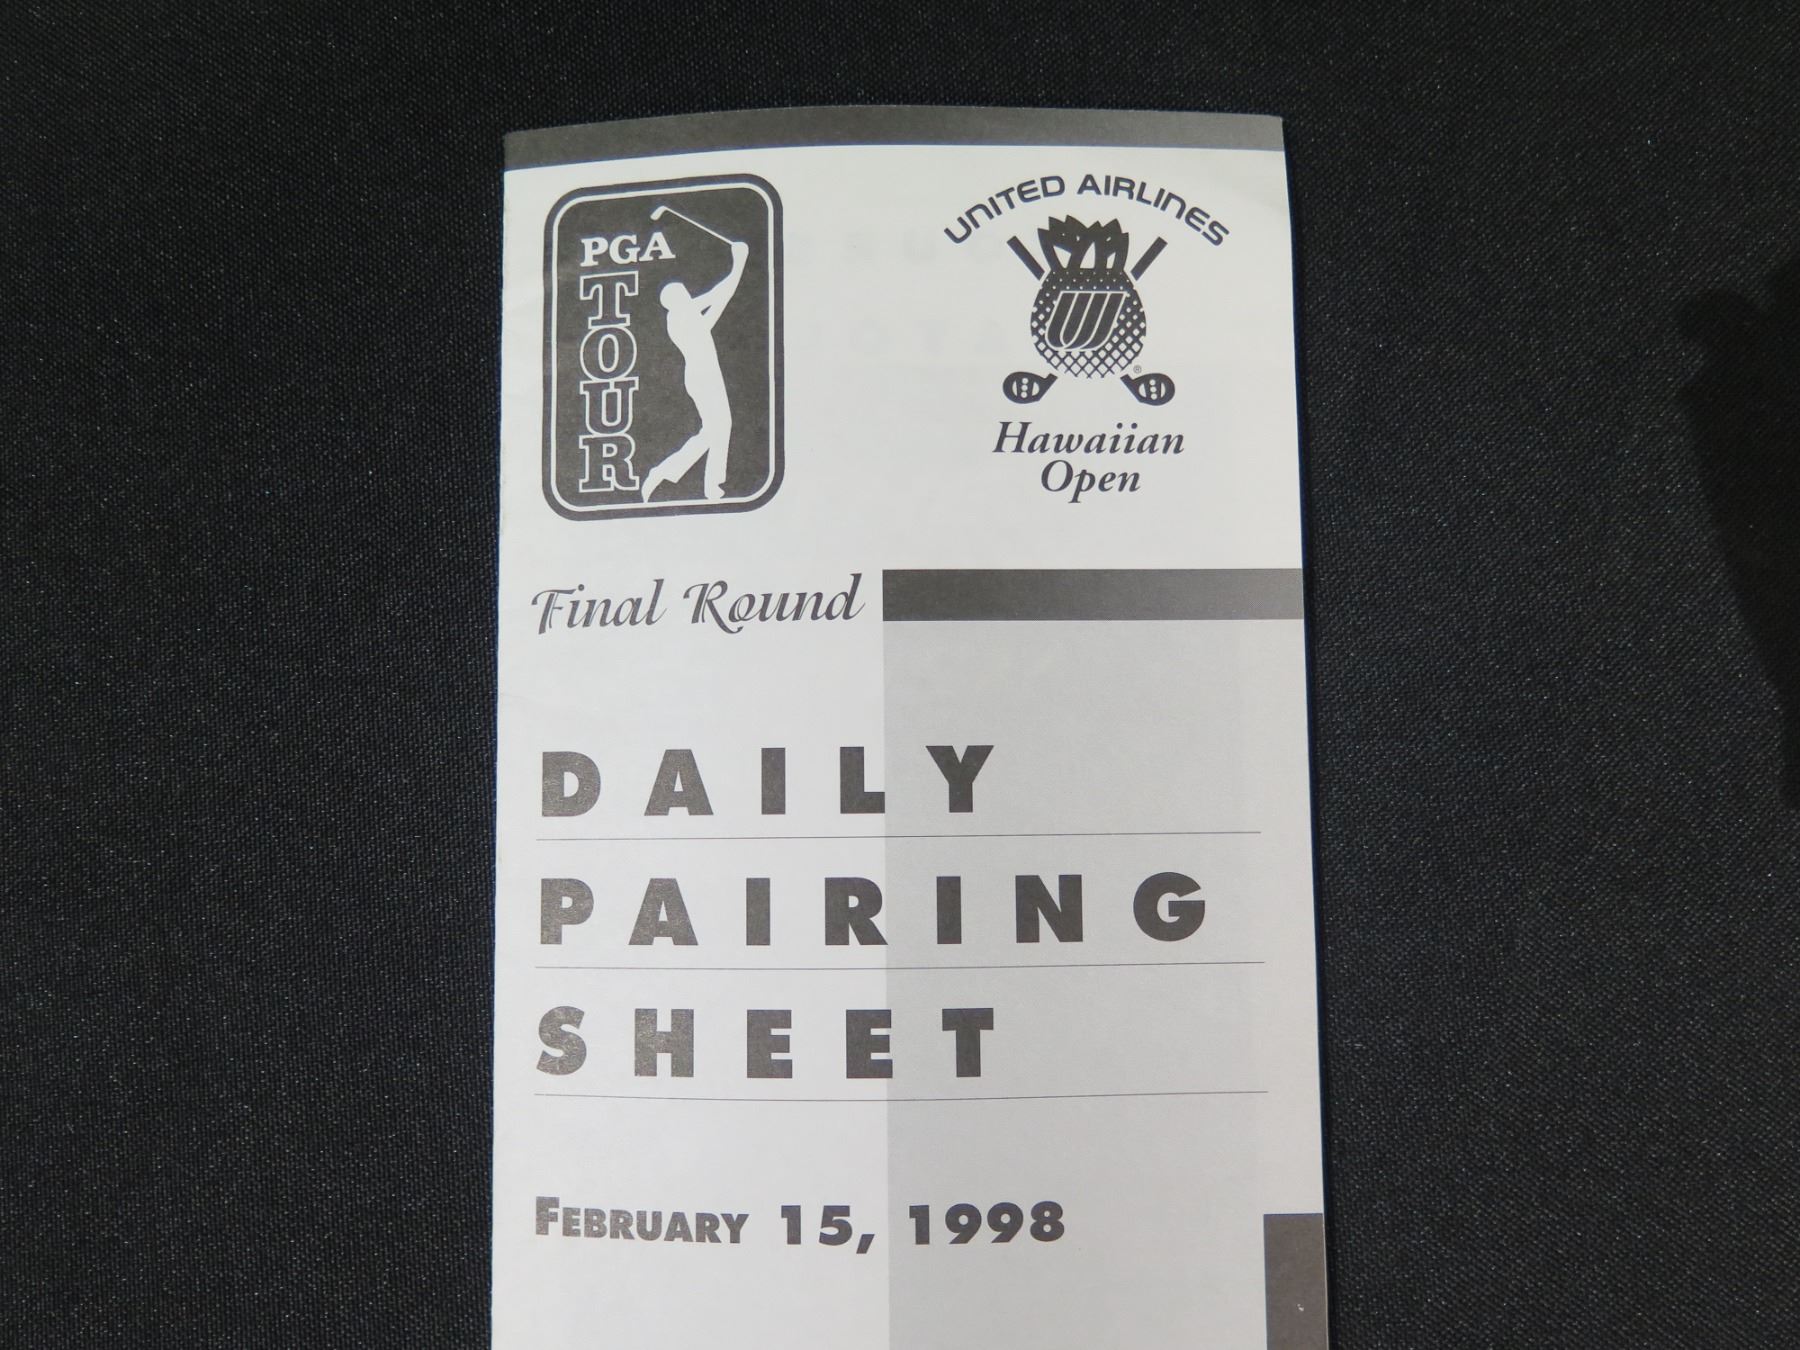 PGA
TOUR
UNITED AIRLINES
Hawaiian
Open
Final Round
DAILY
PAIRING
SHEET
FEBRUARY 15, 1998